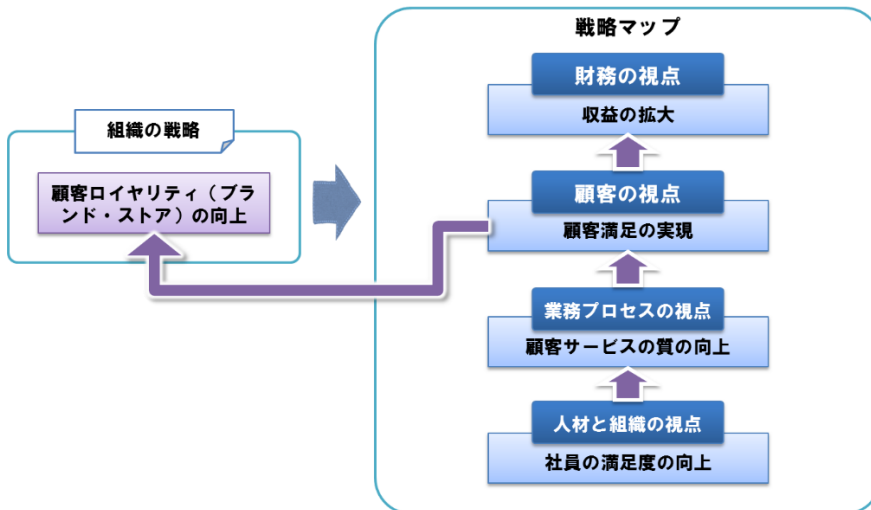 戦略マップ
財務の視点
収益の拡大
組織の戦略
顧客ロイヤリティ（ブラ
ンド・ストア）の向上
顧客の視点
顧客満足の実現
業務プロセスの視点
顧客サービスの質の向上
人材と組織の視点
社員の満足度の向上